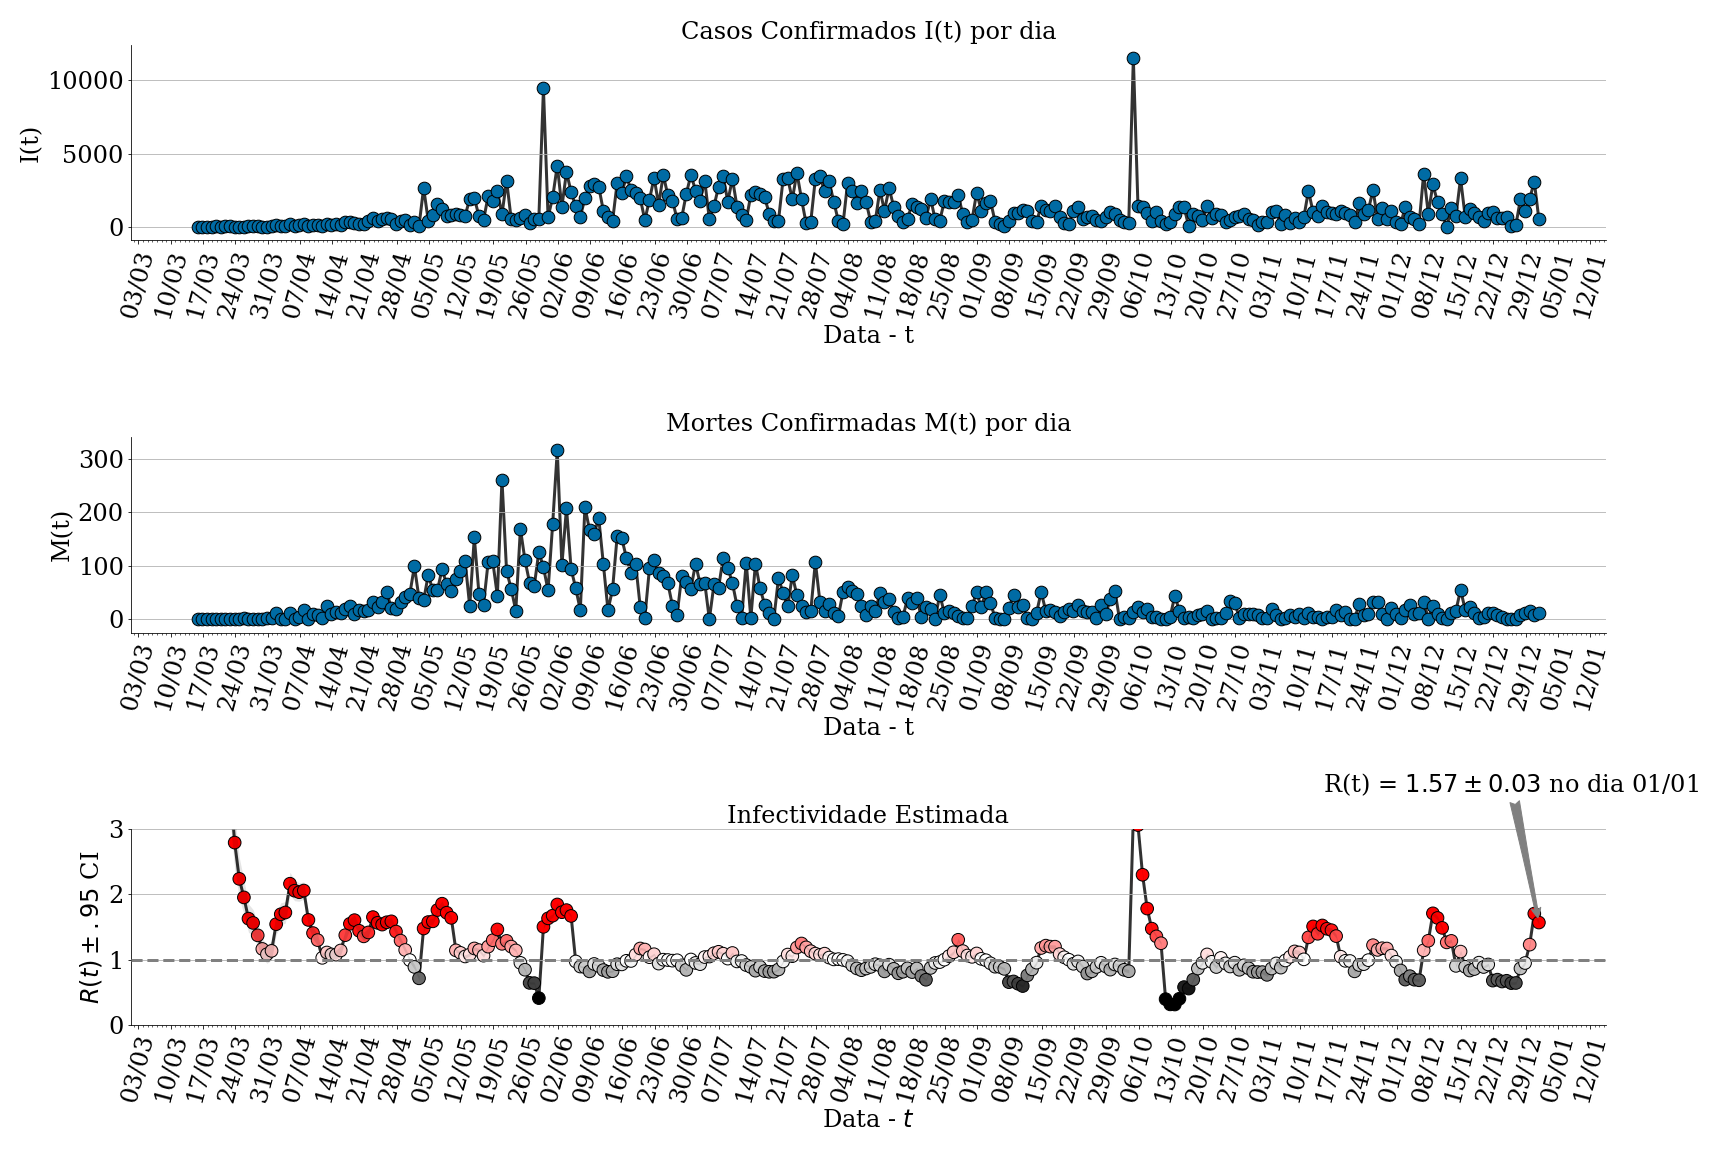 Casos Confirmados I(t) por dia
I(t)
10000
5000
0
03/03 10/03 17/03 24/03 31/03 07/04 14/04 21/04 28/04 05/05 12/05 19/05 26/05 02/06 09/06 16/06 23/06 30/06 07/07 14/07 21/07 28/07 04/08 11/08 18/08 25/08 01/09 08/09 15/09 22/09 29/09 06/10 13/10 20/10 27/10 03/11 10/11 17/11 24/11 01/12 08/12 15/12 22/12 29/12 05/01 12/01
Data - t
Mortes Confirmadas M(t) por dia
M(t)
300
200
100
0
03/03 10/03 17/03 24/03 31/03 07/04 14/04 21/04 28/04 05/05 12/05 19/05 26/05 02/06 09/06 16/06 23/06 30/06 07/07 14/07 21/07 28/07 04/08 11/08 18/08 25/08 01/09 08/09 15/09 22/09 29/09 06/10 13/10 20/10 27/10 03/11 10/11 17/11 24/11 01/12 08/12 15/12 22/12 29/12 05/01 12/01
Data - t
R(t) = 1.57 ± 0.03 no dia 01/01
Infectividade Estimada
R(t) ± .95 CI
3
2
1
0
03/03 10/03 17/03 24/03 31/03 07/04 14/04 21/04 28/04 05/05 12/05 19/05 26/05 02/06 09/06 16/06 23/06 30/06 07/07 14/07 21/07 28/07 04/08 11/08 18/08 25/08 01/09 08/09 15/09 22/09 29/09 06/10 13/10 20/10 27/10 03/11 10/11 17/11 24/11 01/12 08/12 15/12 22/12 29/12 05/01 12/01
Data - t